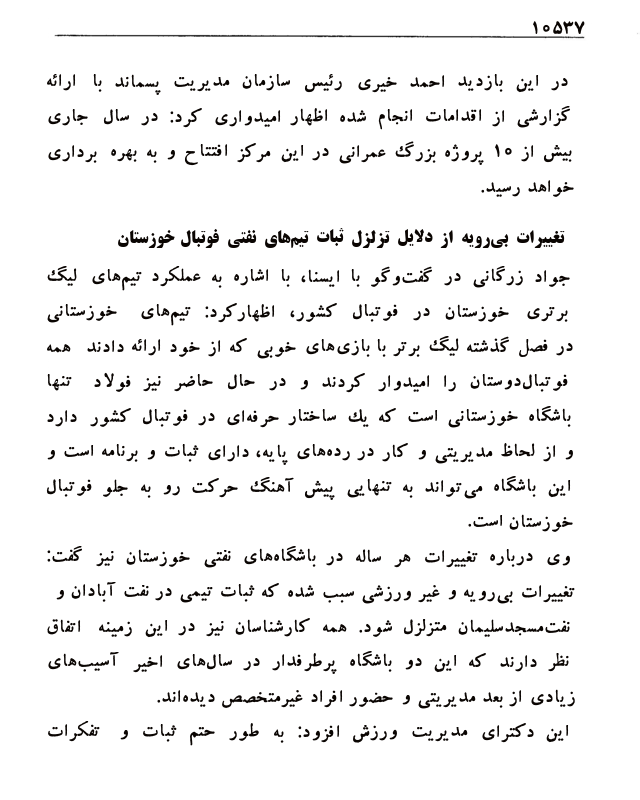 ۱۰۵۳۷
در این بازدید احمد خیری رئیس سازمان مدیریت پسماند با ارائه
گزارشی از اقدامات انجام شده اظهار امیدواری کرد: در سال جاری
بیش از ۱۰ پروژه بزرگ عمرانی در این مرکز افتتاح و به بهره برداری
خواهد رسید.
تغییرات بی‌رویه از دلایل تزلزل ثبات تیم‌های نفتی فوتبال خوزستان
جواد زرگانی در گفت‌وگو با ایسنا، با اشاره به عملکرد تیم‌های لیگ
برتری خوزستان در فوتبال کشور، اظهارکرد: تیم‌های خوزستانی
در فصل گذشته لیگ برتر با بازی‌های خوبی که از خود ارائه دادند همه
فوتبال‌دوستان را امیدوار کردند و در حال حاضر نیز فولاد تنها
باشگاه خوزستانی است که یك ساختار حرفه‌ای در فوتبال کشور دارد
و از لحاظ مدیریتی و کار در رده‌های پایه، دارای ثبات و برنامه است و
این باشگاه می‌تواند به تنهایی پیش آهنگ حرکت رو به جلو فوتبال
خوزستان است.
وی درباره تغییرات هر ساله در باشگاه‌های نفتی خوزستان نیز گفت:
تغییرات بی‌رویه و غیر ورزشی سبب شده که ثبات تیمی در نفت آبادان و
نفت‌مسجدسلیمان متزلزل شود. همه کارشناسان نیز در این زمینه اتفاق
نظر دارند که این دو باشگاه پرطرفدار در سال‌های اخیر آسیب‌های
زیادی از بعد مدیریتی و حضور افراد غیرمتخصص دیده‌اند.
این دکترای مدیریت ورزش افزود: به طور حتم ثبات و تفکرات